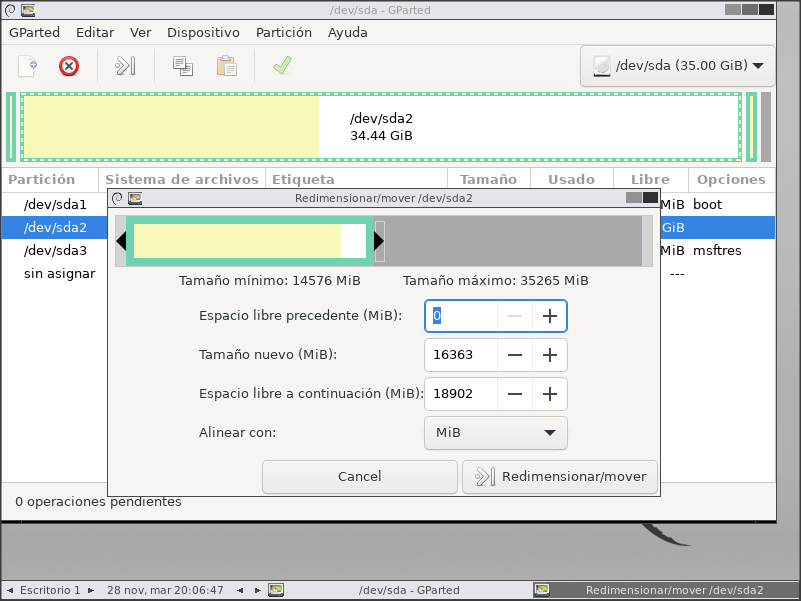 /dev/sda - GParted
GParted Editar Ver Dispositivo Partición Ayuda
/dev/sda (35.00 GiB)
/dev/sda2
34.44 GiB
Partición Sistema de archivos Etiqueta Tamaño Usado Libre Opciones
/dev/sda1 MiB boot
/dev/sda2 GiB
/dev/sda3 MiB msftres
sin asignar ---
Redimensionar/mover /dev/sda2
Tamaño mínimo: 14576 MiB Tamaño máximo: 35265 MiB
Espacio libre precedente (MiB): 0
Tamaño nuevo (MiB): 16363
Espacio libre a continuación (MiB): 18902
Alinear con: MiB
Cancel Redimensionar/mover
0 operaciones pendientes
Escritorio 1 28 nov, mar 20:06:47 /dev/sda - GParted Redimensionar/mover /dev/sda2